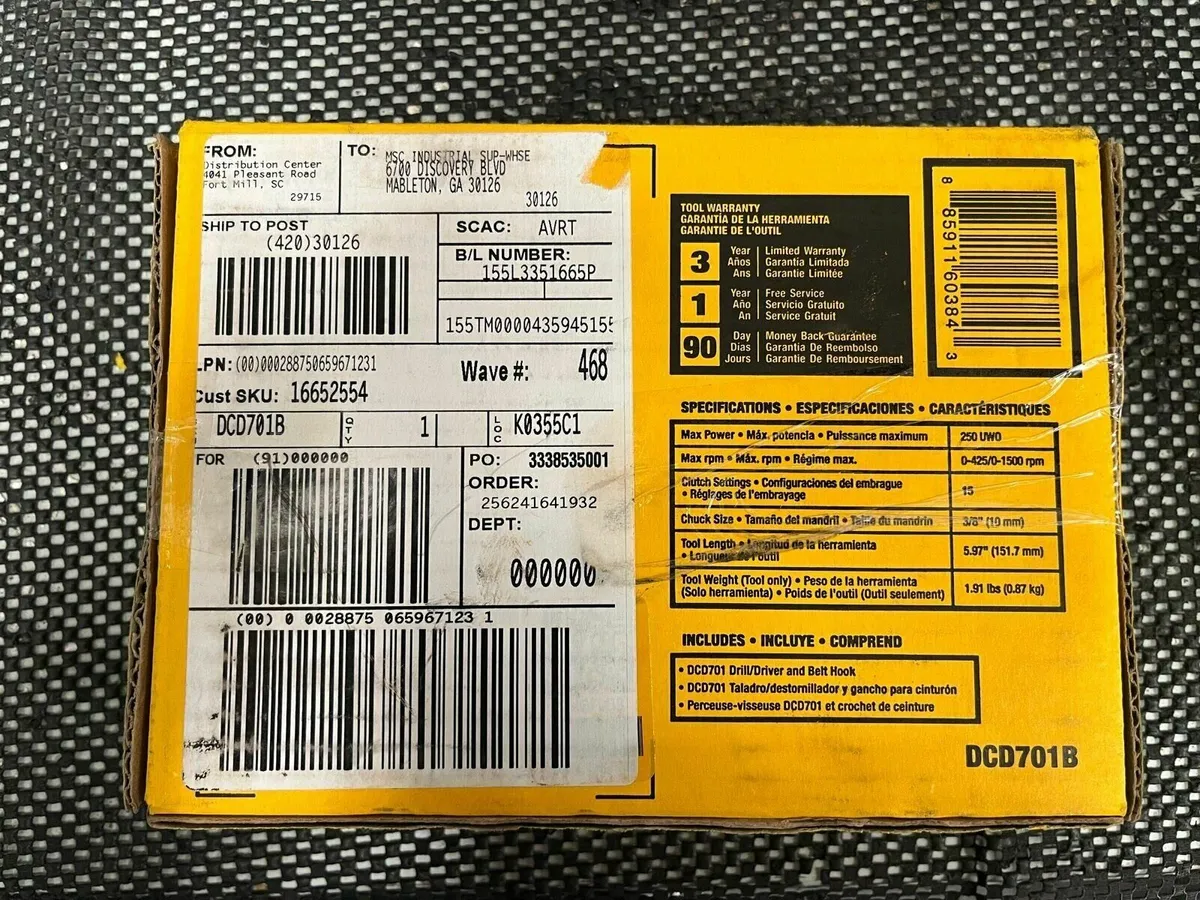 FROM:
Distribution Center
4041 Pleasant Road
Fort Mill, SC
29715
TO:
MSC INDUSTRIAL SUP-WHSE
6700 DISCOVERY BLVD
MABLETON, GA 30126
30126
SHIP TO POST
(420)30126
SCAC: AVRT
B/L NUMBER:
155L3351665P
155TM0000435945155
LPN:(00)000288750659671231
Cust SKU: 16652554
Wave #: 468
DCD701B
QTY
1
LOC
K0355C1
FOR (91)000000
PO: 3338535001
ORDER:
256241641932
DEPT:
000000
(00) 0 0028875 065967123 1
TOOL WARRANTY
GARANTÍA DE LA HERRAMIENTA
GARANTIE DE L'OUTIL
3
Year | Limited Warranty
Años | Garantía Limitada
Ans | Garantie Limitée
1
Year | Free Service
Año | Servicio Gratuito
An | Service Gratuit
90
Day | Money Back Guarantee
Dias | Garantía De Reembolso
Jours | Garantie De Remboursement
8 85911 60384 3
SPECIFICATIONS • ESPECIFICACIONES • CARACTÉRISTIQUES
Max Power • Máx. potencia • Puissance maximum 250 UWO
Max rpm • Máx. rpm • Régime max. 0-425/0-1500 rpm
Clutch Settings • Configuraciones del embrague
• Réglages de l'embrayage 15
Chuck Size • Tamaño del mandril • Taille du mandrin 3/8" (10 mm)
Tool Length • Longitud de la herramienta
• Longueur de l'outil 5.97" (151.7 mm)
Tool Weight (Tool only) • Peso de la herramienta
(Solo herramienta) • Poids de l'outil (Outil seulement) 1.91 lbs (0.87 kg)
INCLUDES • INCLUYE • COMPREND
• DCD701 Drill/Driver and Belt Hook
• DCD701 Taladro/destornillador y gancho para cinturón
• Perceuse-visseuse DCD701 et crochet de ceinture
DCD701B